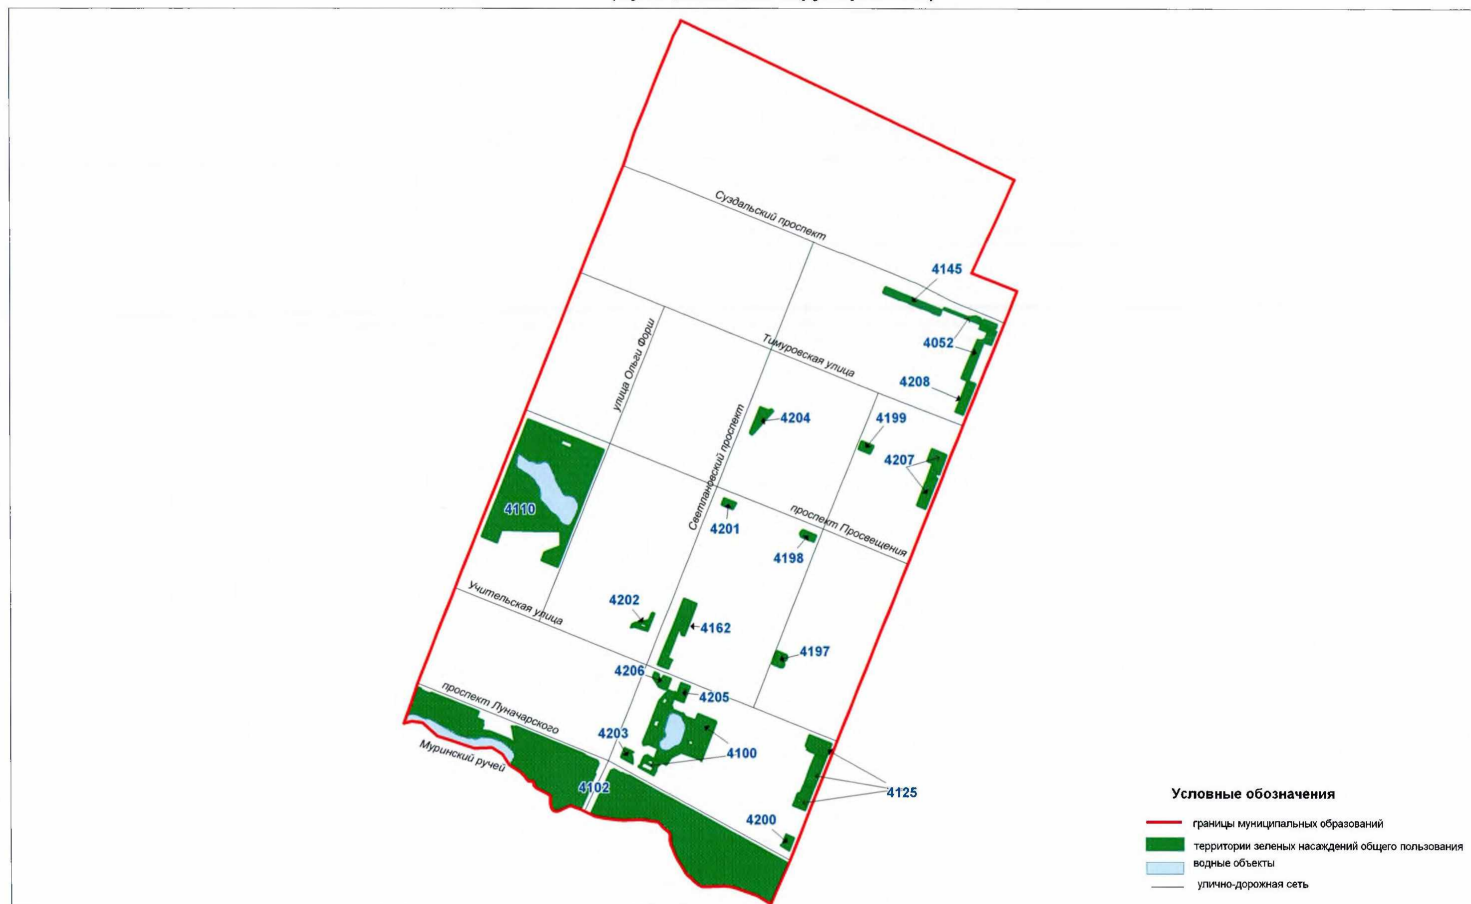 Суздальский проспект
4145
улица Ольги Форш
Тимуровская улица
4052
4208
Светлановский проспект
4204
4199
4207
4110
4201
проспект Просвещения
4198
Учительская улица
4202
4162
4197
4206
4205
проспект Луначарского
4203
4100
Муринский ручей
4102
4125
4200
Условные обозначения
границы муниципальных образований
территории зеленых насаждений общего пользования
водные объекты
улично-дорожная сеть